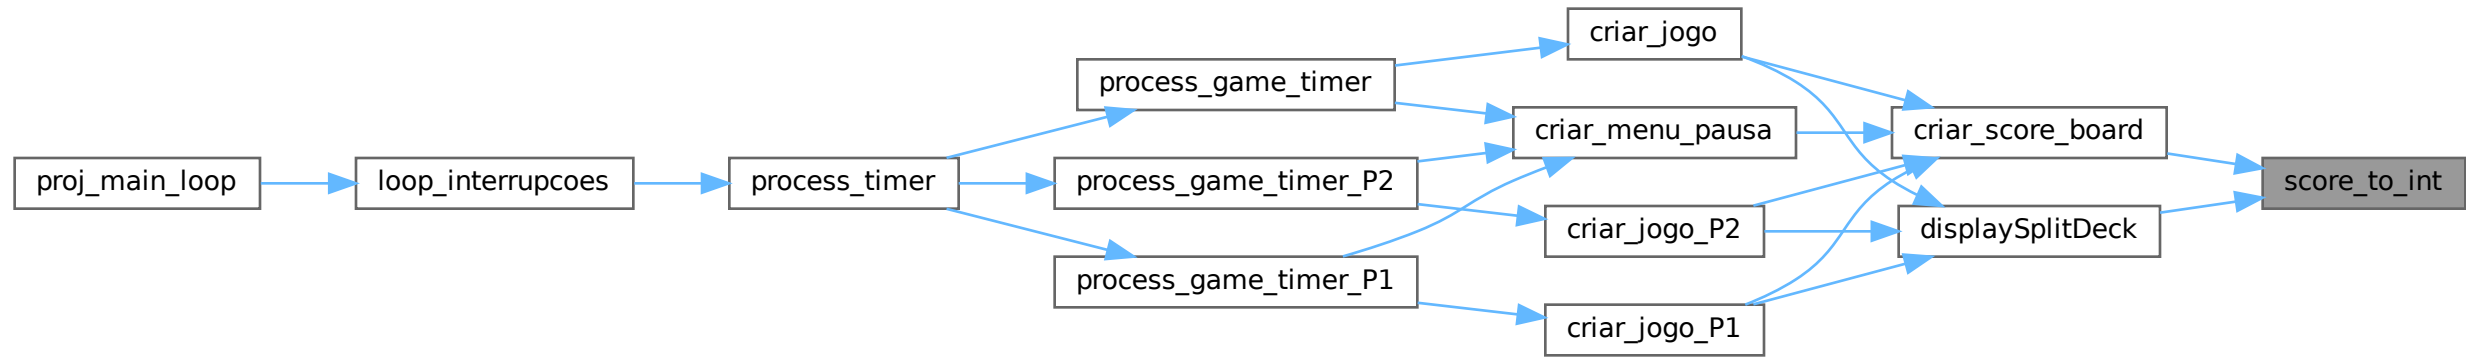 proj_main_loop
loop_interrupcoes
process_timer
process_game_timer
process_game_timer_P2
process_game_timer_P1
criar_jogo
criar_menu_pausa
criar_jogo_P2
criar_jogo_P1
criar_score_board
displaySplitDeck
score_to_int